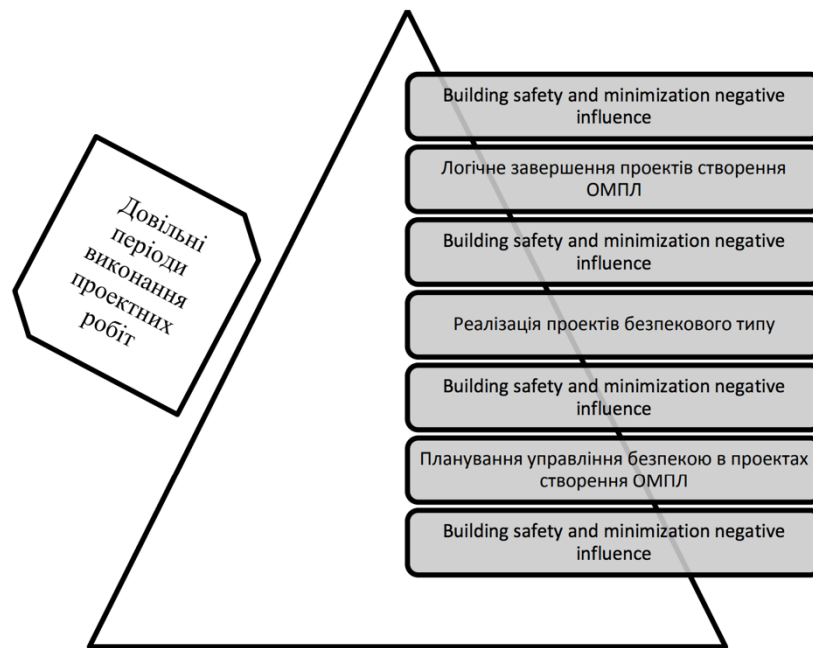 Довільні
періоди
виконання
проектних
робіт
Building safety and minimization negative
influence
Логічне завершення проектів створення
ОМПЛ
Building safety and minimization negative
influence
Реалізація проектів безпекового типу
Building safety and minimization negative
influence
Планування управління безпекою в проектах
створення ОМПЛ
Building safety and minimization negative
influence